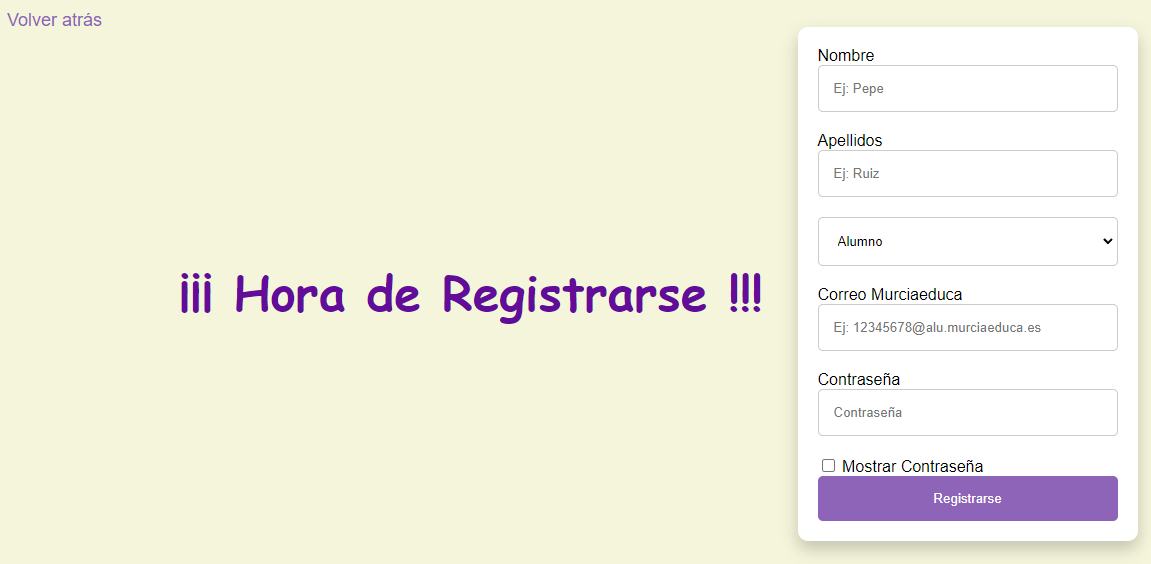 Volver atrás
¡¡¡ Hora de Registrarse !!!
Nombre
Ej: Pepe
Apellidos
Ej: Ruiz
Alumno
Correo Murciaeduca
Ej: 12345678@alu.murciaeduca.es
Contraseña
Contraseña
Mostrar Contraseña
Registrarse